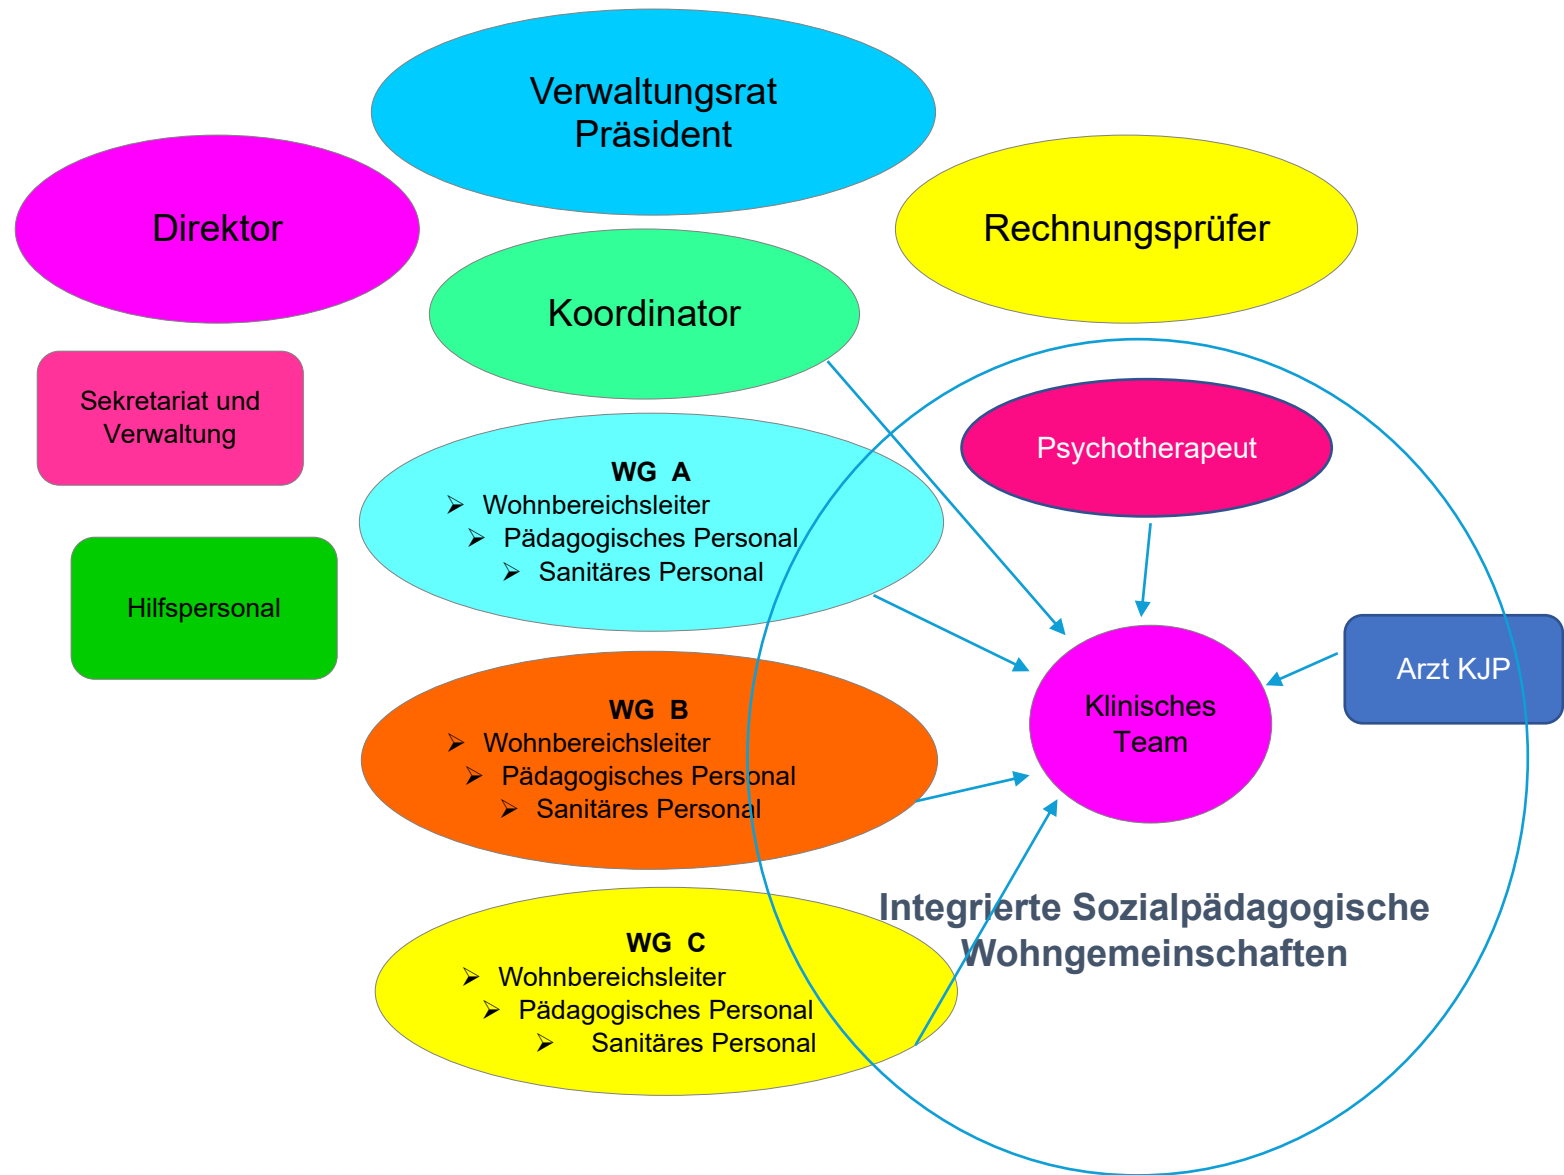 Verwaltungsrat
Präsident
Direktor
Rechnungsprüfer
Koordinator
Sekretariat und
Verwaltung
Psychotherapeut
WG A
➢ Wohnbereichsleiter
➢ Pädagogisches Personal
➢ Sanitäres Personal
Hilfspersonal
Arzt KJP
Klinisches
Team
WG B
➢ Wohnbereichsleiter
➢ Pädagogisches Personal
➢ Sanitäres Personal
Integrierte Sozialpädagogische
Wohngemeinschaften
WG C
➢ Wohnbereichsleiter
➢ Pädagogisches Personal
➢ Sanitäres Personal